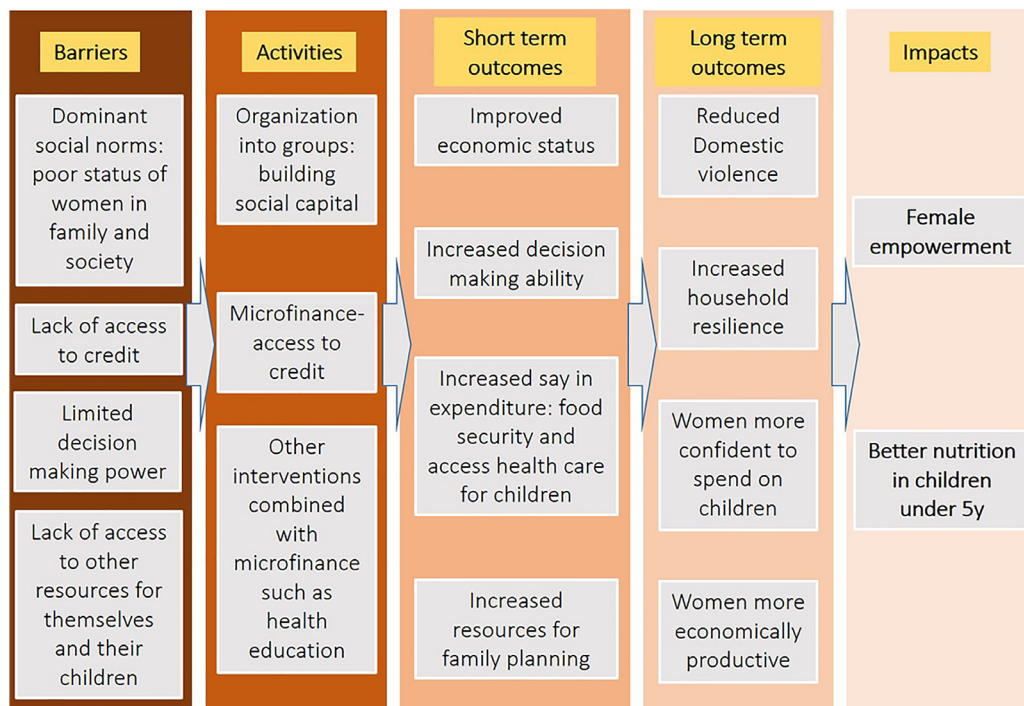 Barriers
Dominant
social norms:
poor status of
women in
family and
society
Lack of access
to credit
Limited
decision
making power
Lack of access
to other
resources for
themselves
and their
children
Activities
Organization
into groups:
building
social capital
Microfinance-
access to
credit
Other
interventions
combined
with
microfinance
such as
health
education
Short term
outcomes
Improved
economic status
Increased decision
making ability
Increased say in
expenditure: food
security and
access health care
for children
Increased
resources for
family planning
Long term
outcomes
Reduced
Domestic
violence
Increased
household
resilience
Women more
confident to
spend on
children
Women more
economically
productive
Impacts
Female
empowerment
Better nutrition
in children
under 5y